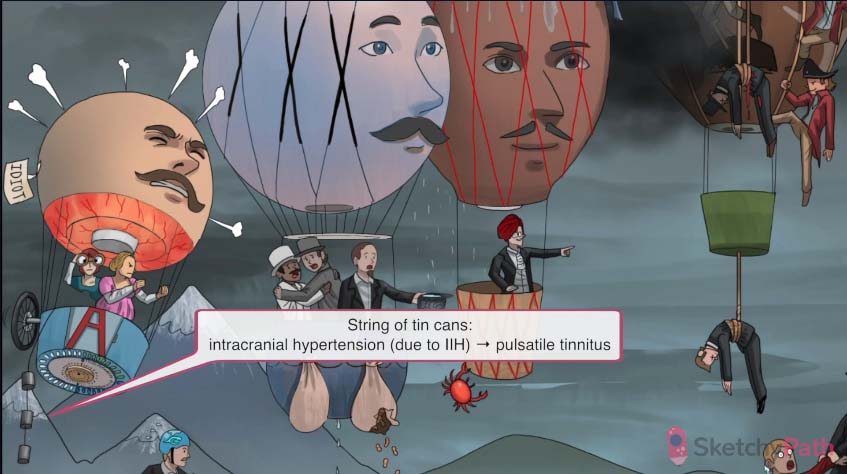 IDIOT
String of tin cans:
intracranial hypertension (due to IIH) → pulsatile tinnitus
A
SketchyPath